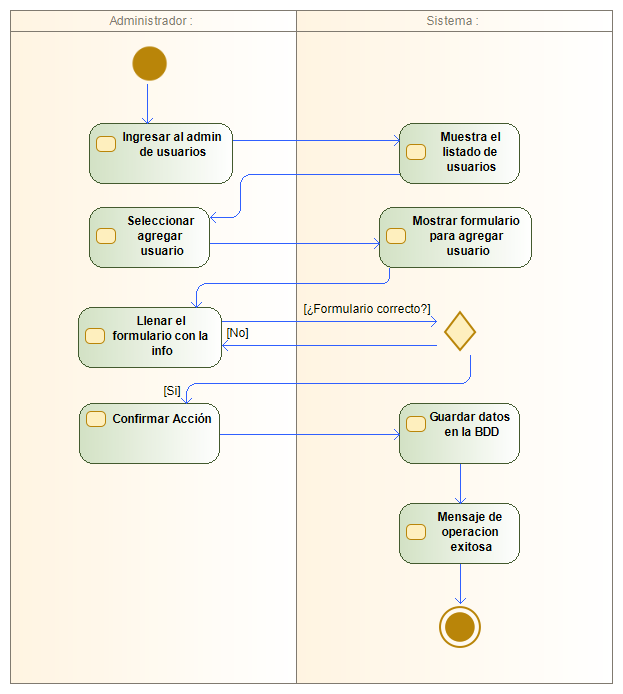 Administrador :
Sistema :
Ingresar al admin
de usuarios
Muestra el
listado de
usuarios
Seleccionar
agregar
usuario
Mostrar formulario
para agregar
usuario
Llenar el
formulario con la
info
[¿Formulario correcto?]
[No]
[Si]
Confirmar Acción
Guardar datos
en la BDD
Mensaje de
operacion
exitosa